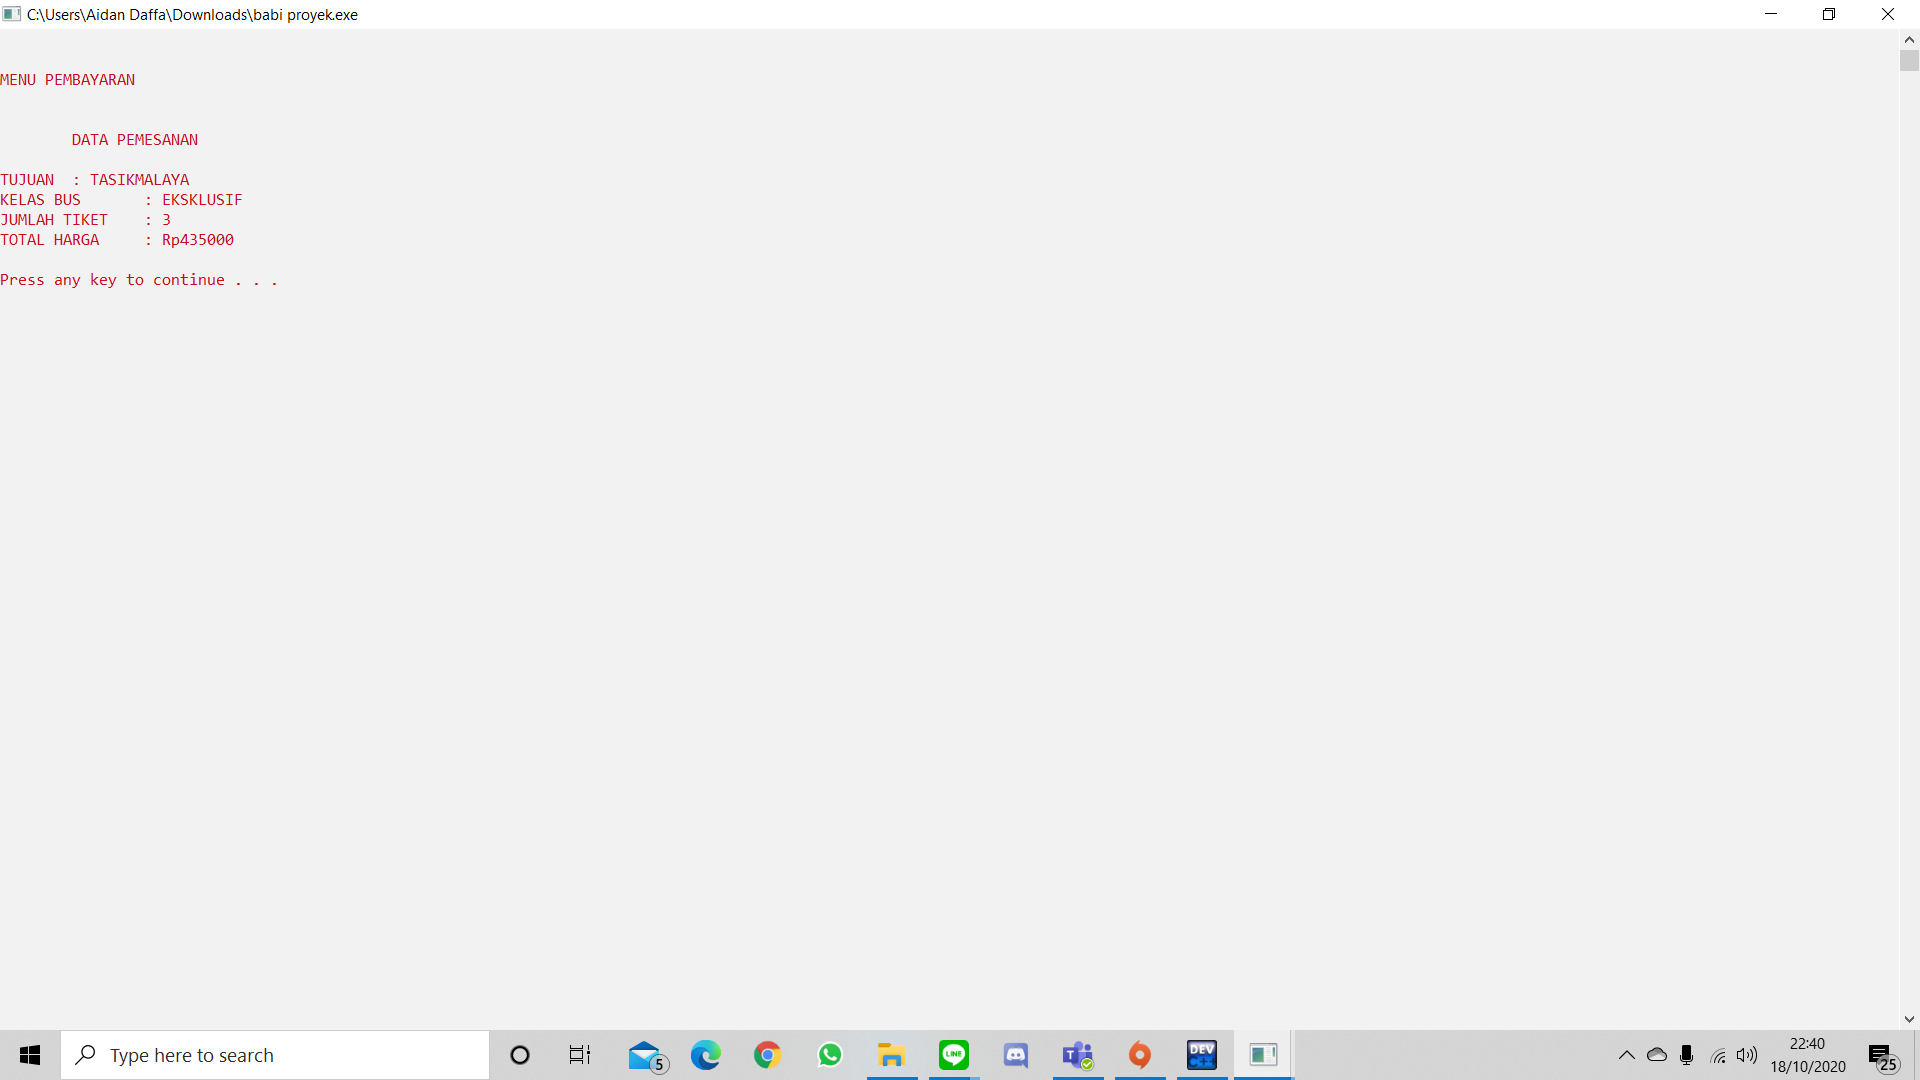 C:\Users\Aidan Daffa\Downloads\babi proyek.exe
MENU PEMBAYARAN
DATA PEMESANAN
TUJUAN : TASIKMALAYA
KELAS BUS : EKSKLUSIF
JUMLAH TIKET : 3
TOTAL HARGA : Rp435000
Press any key to continue . . .
Type here to search
5
LINE
T
DEV
C++
22:40
18/10/2020
25